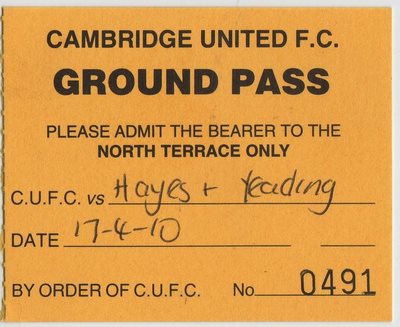 CAMBRIDGE UNITED F.C.
GROUND PASS
PLEASE ADMIT THE BEARER TO THE
NORTH TERRACE ONLY
C.U.F.C. vs Hayes + Yeading
DATE 17-4-10
BY ORDER OF C.U.F.C. No 0491